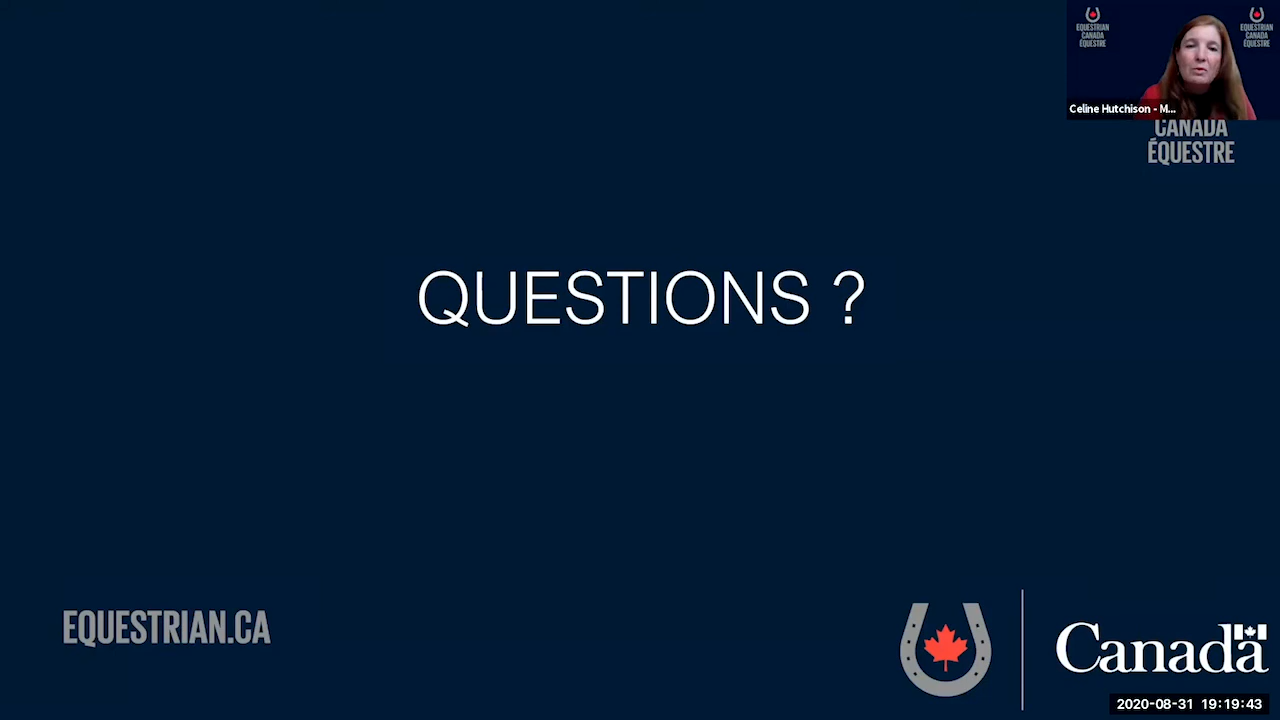 EQUESTRIAN
CANADA
ÉQUESTRE
EQUESTRIAN
CANADA
ÉQUESTRE
Celine Hutchison - M...
CANADA
ÉQUESTRE
QUESTIONS ?
EQUESTRIAN.CA
Canada
2020-08-31 19:19:43